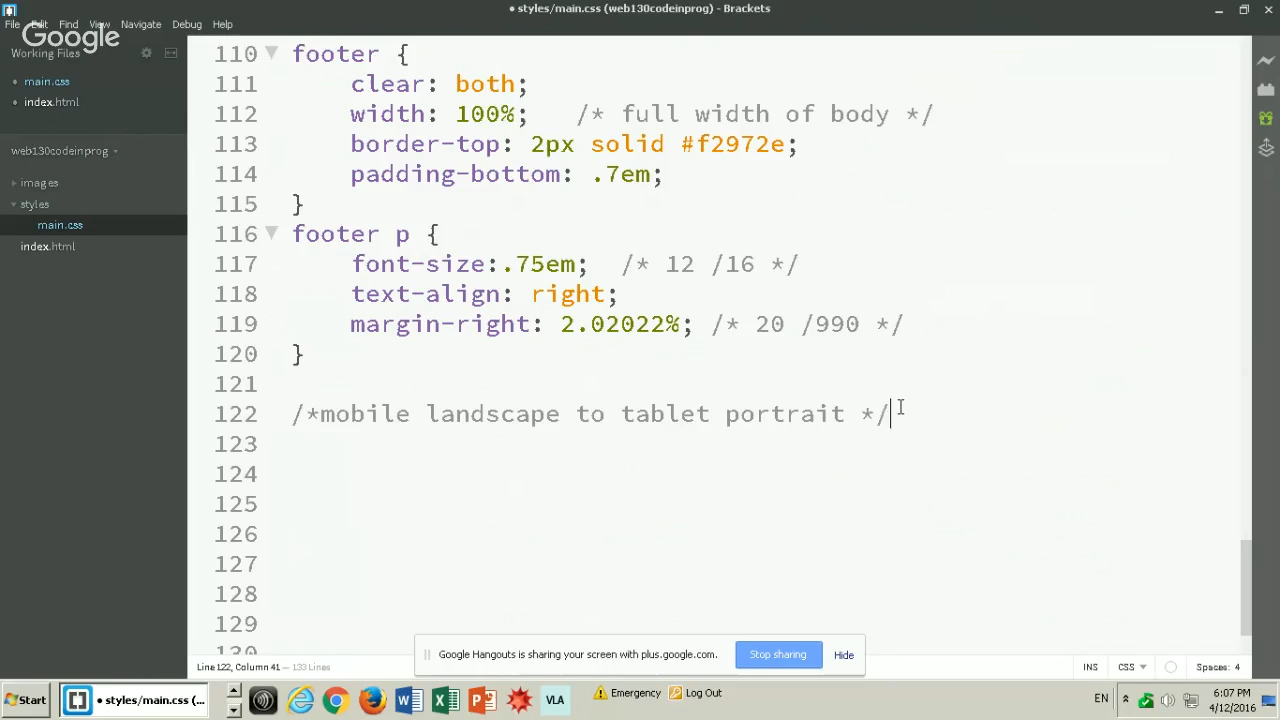 • styles/main.css (web130codeinprog) - Brackets
File Edit Find View Navigate Debug Help
Google
Working Files
• main.css
• index.html
web130codeinprog
images
styles
main.css
index.html
110 footer {
111 clear: both;
112 width: 100%; /* full width of body */
113 border-top: 2px solid #f2972e;
114 padding-bottom: .7em;
115 }
116 footer p {
117 font-size:.75em; /* 12 /16 */
118 text-align: right;
119 margin-right: 2.02022%; /* 20 /990 */
120 }
121
122 /*mobile landscape to tablet portrait */
123
124
125
126
127
128
129
130
Google Hangouts is sharing your screen with plus.google.com. Stop sharing Hide
Line 122, Column 41 — 133 Lines
INS CSS Spaces: 4
Start • styles/main.css (... VLA Emergency Log Out EN 6:07 PM
4/12/2016